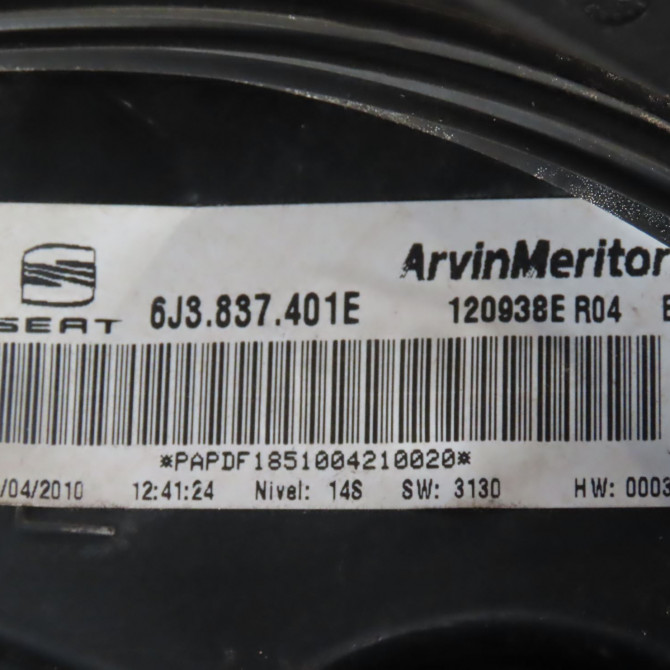 ArvinMeritor
SEAT 6J3.837.401E 120938E R04
*PAPDF1851004210020*
/04/2010 12:41:24 Nivel: 14S SW: 3130 HW: 0003